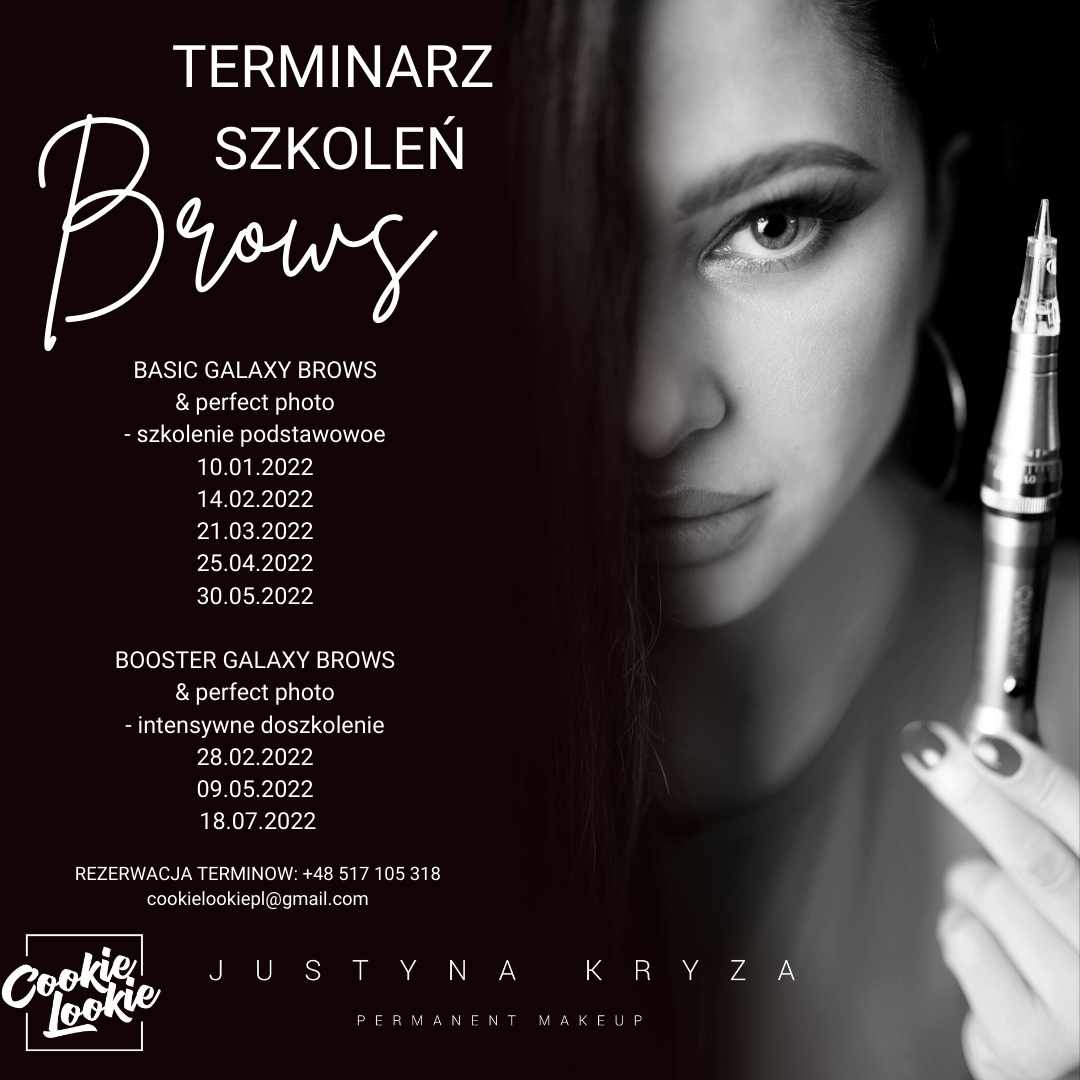 TERMINARZ
SZKOLEŃ
Brows
BASIC GALAXY BROWS
& perfect photo
- szkolenie podstawowoe
10.01.2022
14.02.2022
21.03.2022
25.04.2022
30.05.2022
BOOSTER GALAXY BROWS
& perfect photo
- intensywne doszkolenie
28.02.2022
09.05.2022
18.07.2022
REZERWACJA TERMINOW: +48 517 105 318
cookielookiepl@gmail.com
Cookie
Lookie
JUSTYNA KRYZA
PERMANENT MAKEUP